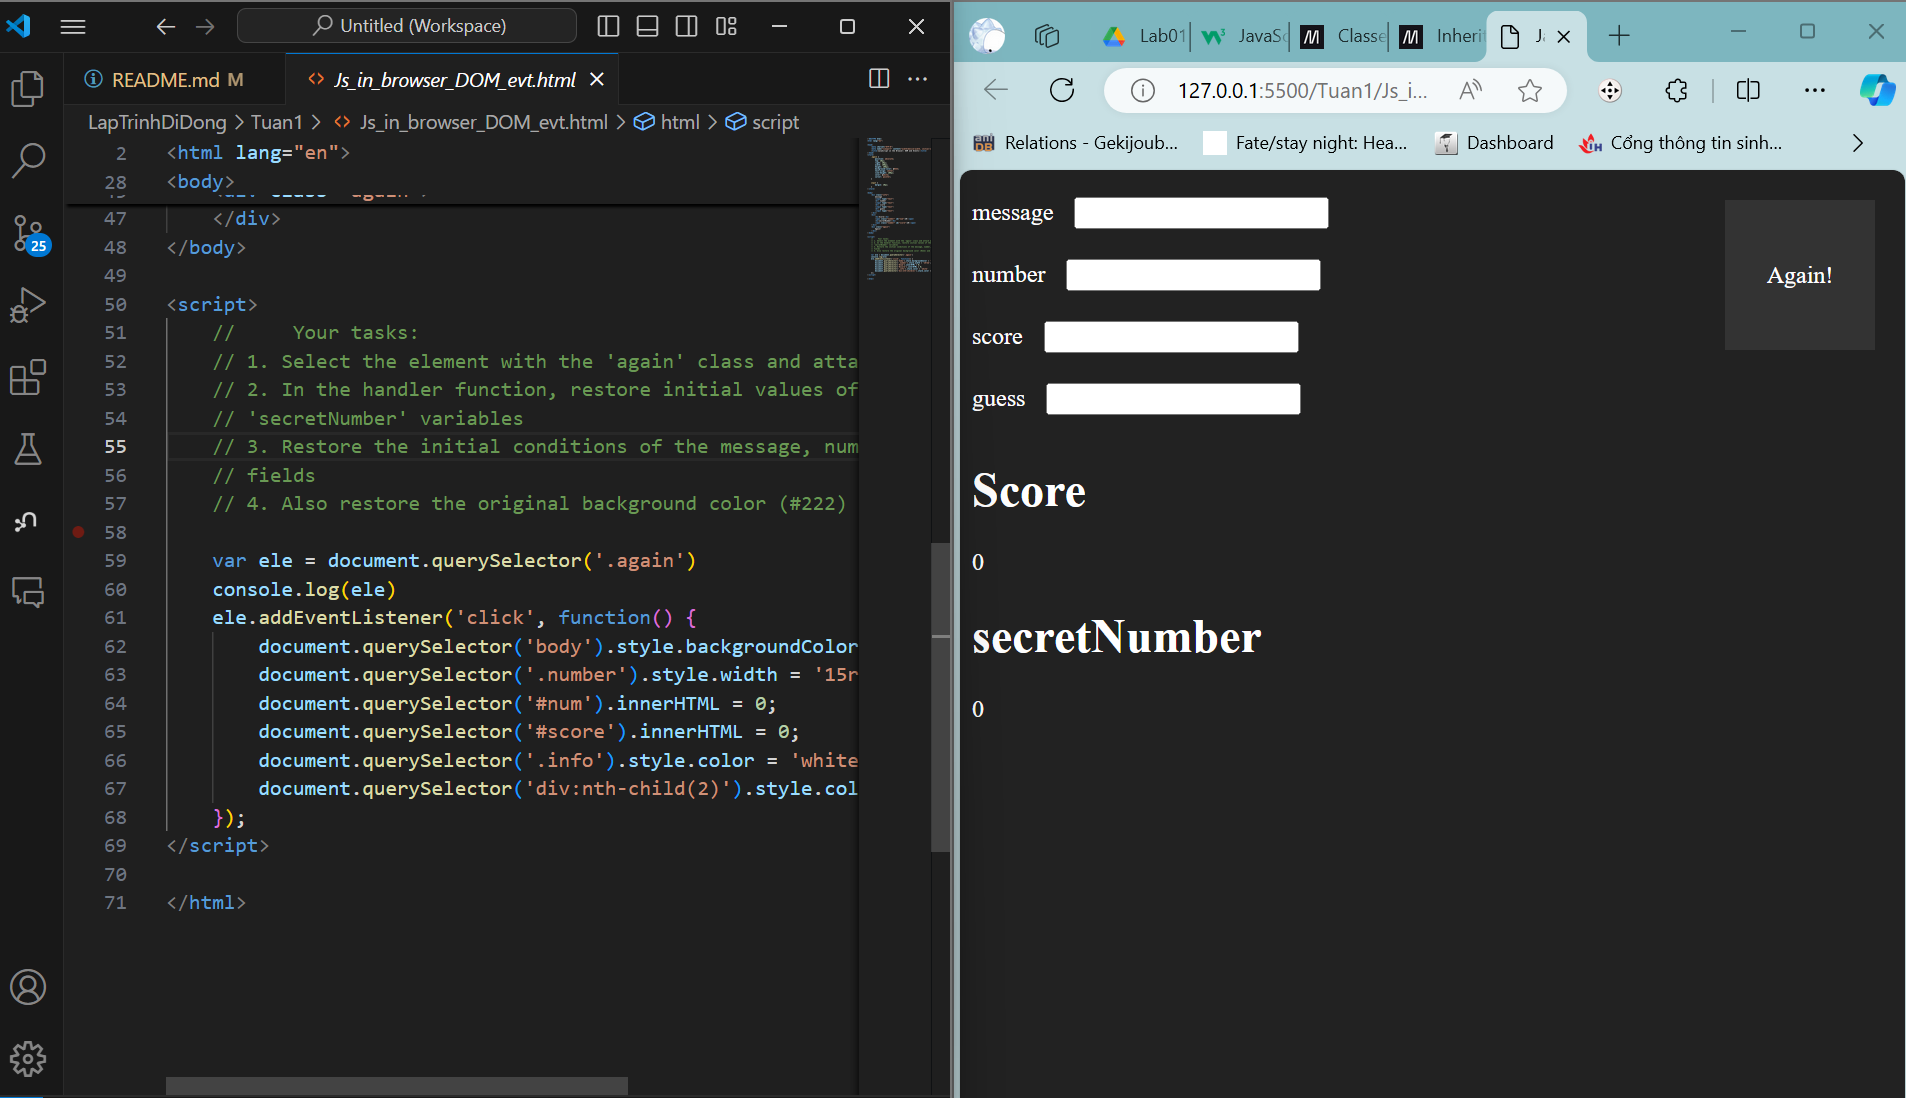 Untitled (Workspace)
README.md M
Js_in_browser_DOM_evt.html
LapTrinhDiDong > Tuan1 > <> Js_in_browser_DOM_evt.html > html > script
2 <html lang="en">
28 <body>
47 </div>
48 </body>
49
50 <script>
51 // Your tasks:
52 // 1. Select the element with the 'again' class and atta
53 // 2. In the handler function, restore initial values of
54 // 'secretNumber' variables
55 // 3. Restore the initial conditions of the message, num
56 // fields
57 // 4. Also restore the original background color (#222)
58
59 var ele = document.querySelector('.again')
60 console.log(ele)
61 ele.addEventListener('click', function() {
62 document.querySelector('body').style.backgroundColor
63 document.querySelector('.number').style.width = '15r
64 document.querySelector('#num').innerHTML = 0;
65 document.querySelector('#score').innerHTML = 0;
66 document.querySelector('.info').style.color = 'white
67 document.querySelector('div:nth-child(2)').style.col
68 });
69 </script>
70
71 </html>
25
Lab01
JavaSc
Classe
Inherit
Ja
127.0.0.1:5500/Tuan1/Js_i...
Relations - Gekijoub...
Fate/stay night: Hea...
Dashboard
Cổng thông tin sinh...
message
number
score
guess
Again!
Score
0
secretNumber
0